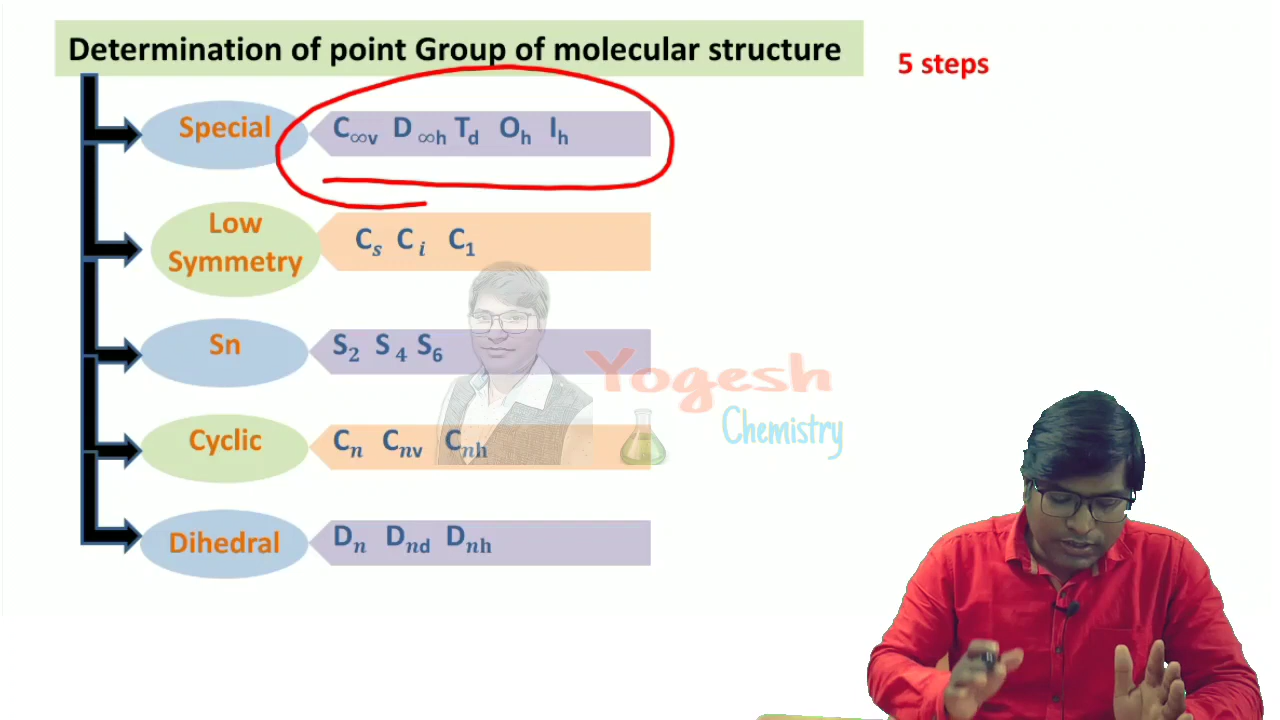 Determination of point Group of molecular structure
5 steps
Special
C∞v D∞h Td Oh Ih
Low
Symmetry
Cs Ci C1
Sn
S2 S4 S6
Yogesh
Chemistry
Cyclic
Cn Cnv Cnh
Dihedral
Dn Dnd Dnh